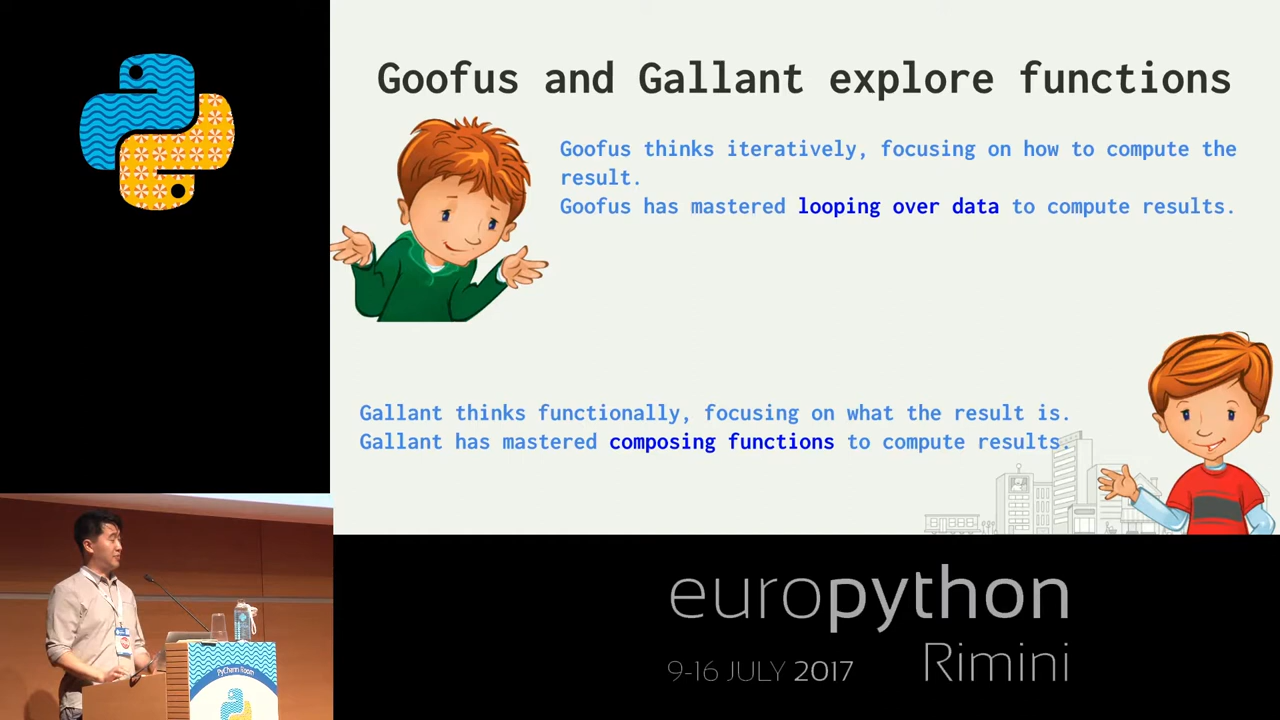 Goofus and Gallant explore functions
Goofus thinks iteratively, focusing on how to compute the
result.
Goofus has mastered looping over data to compute results.
Gallant thinks functionally, focusing on what the result is.
Gallant has mastered composing functions to compute results.
PyCharm Room
europython
Rimini
9-16 JULY 2017